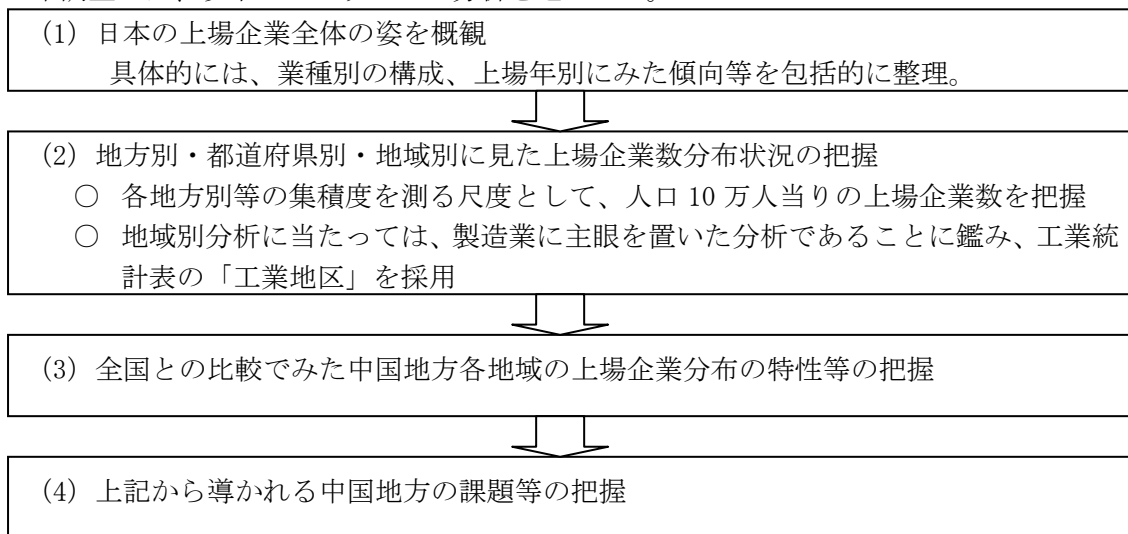 (1) 日本の上場企業全体の姿を概観
具体的には、業種別の構成、上場年別にみた傾向等を包括的に整理。
(2) 地方別・都道府県別・地域別に見た上場企業数分布状況の把握
○ 各地方別等の集積度を測る尺度として、人口 10 万人当りの上場企業数を把握
○ 地域別分析に当たっては、製造業に主眼を置いた分析であることに鑑み、工業統
計表の「工業地区」を採用
(3) 全国との比較でみた中国地方各地域の上場企業分布の特性等の把握
(4) 上記から導かれる中国地方の課題等の把握